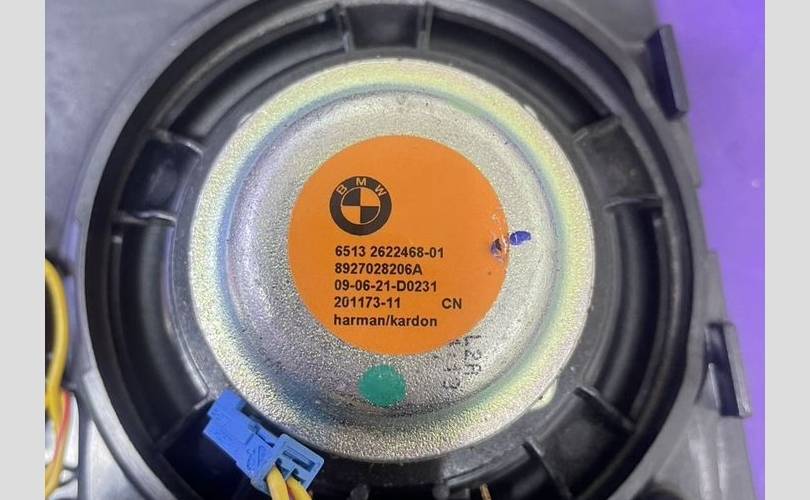 BMW
6513 2622468-01
8927028206A
09-06-21-D0231
201173-11 CN
harman/kardon